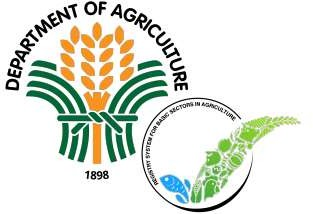 DEPARTMENT OF AGRICULTURE
1898
REGISTRY SYSTEM FOR BASIC SECTORS IN AGRICULTURE